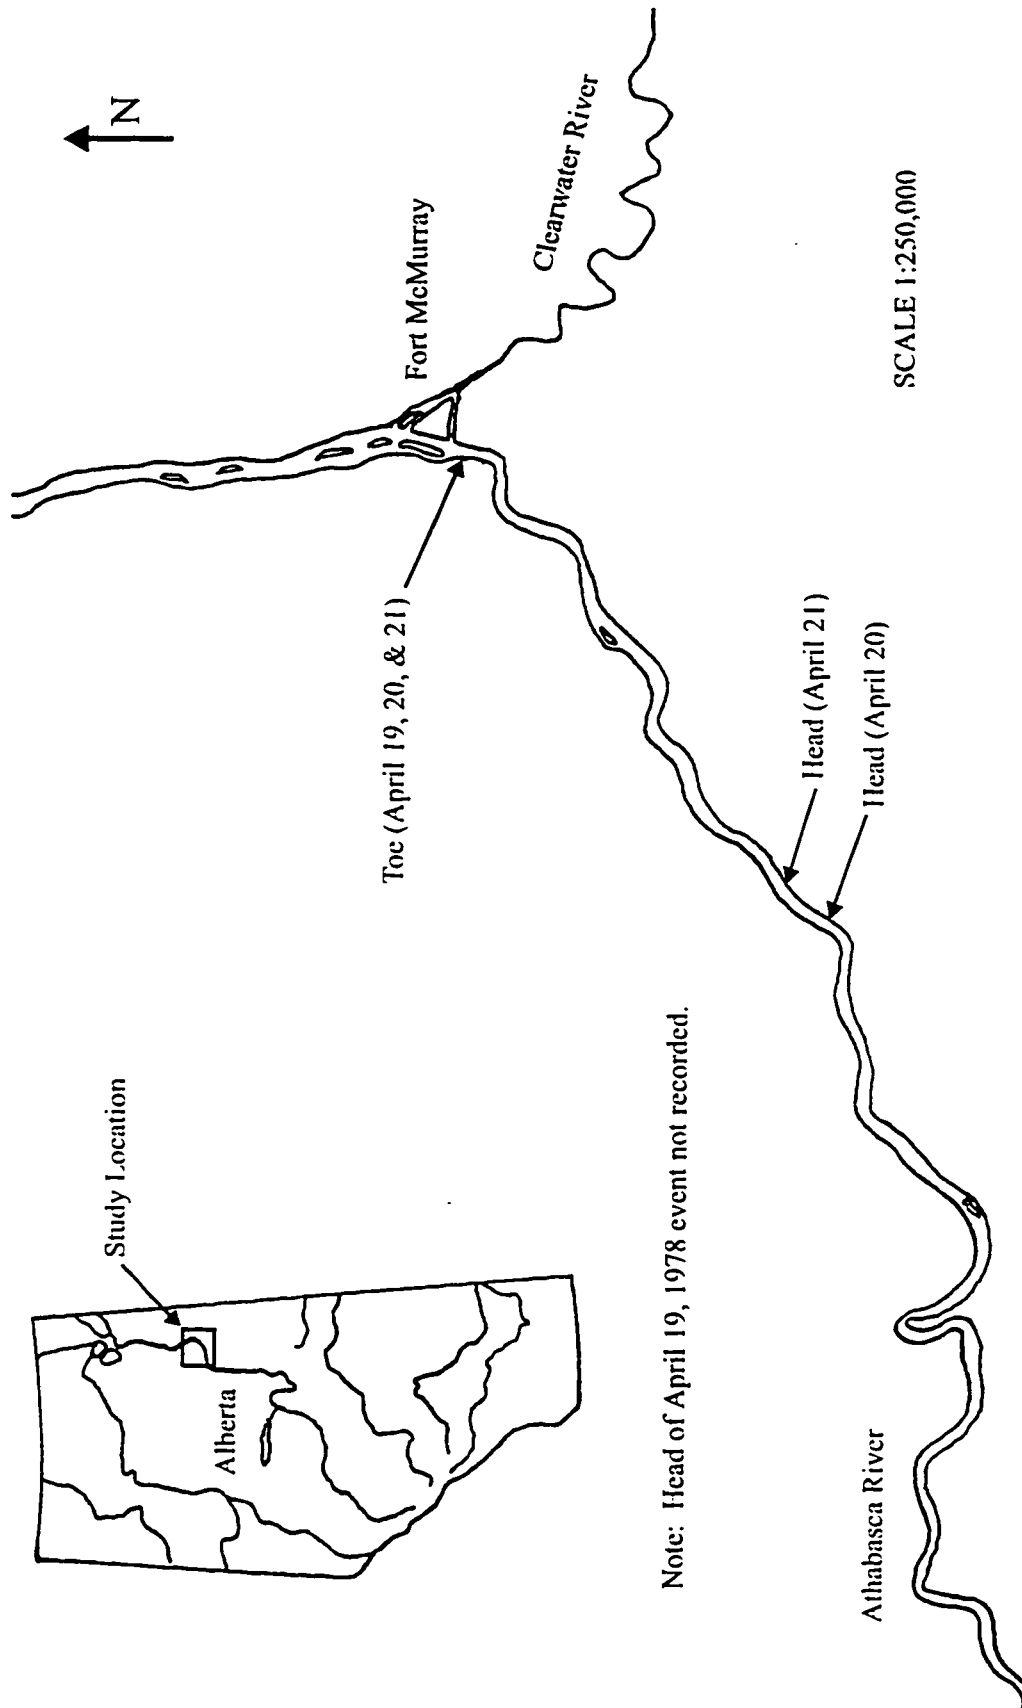 Study Location
Alberta
N
Fort McMurray
Clearwater River
Toe (April 19, 20, & 21)
Head (April 21)
Head (April 20)
Note: Head of April 19, 1978 event not recorded.
Athabasca River
SCALE 1:250,000